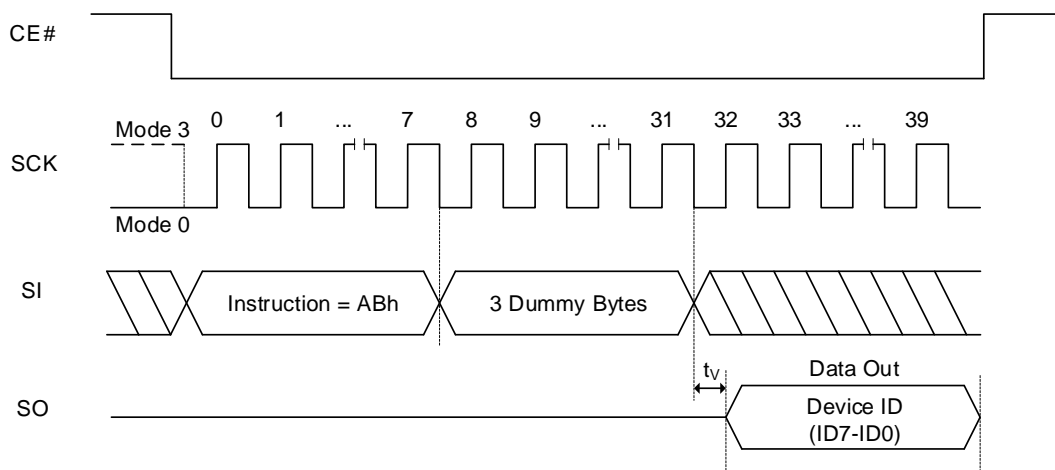 CE#
0 1 ... 7 8 9 ... 31 32 33 ... 39
Mode 3
SCK
Mode 0
SI
Instruction = ABh
3 Dummy Bytes
tV
Data Out
SO
Device ID
(ID7-ID0)